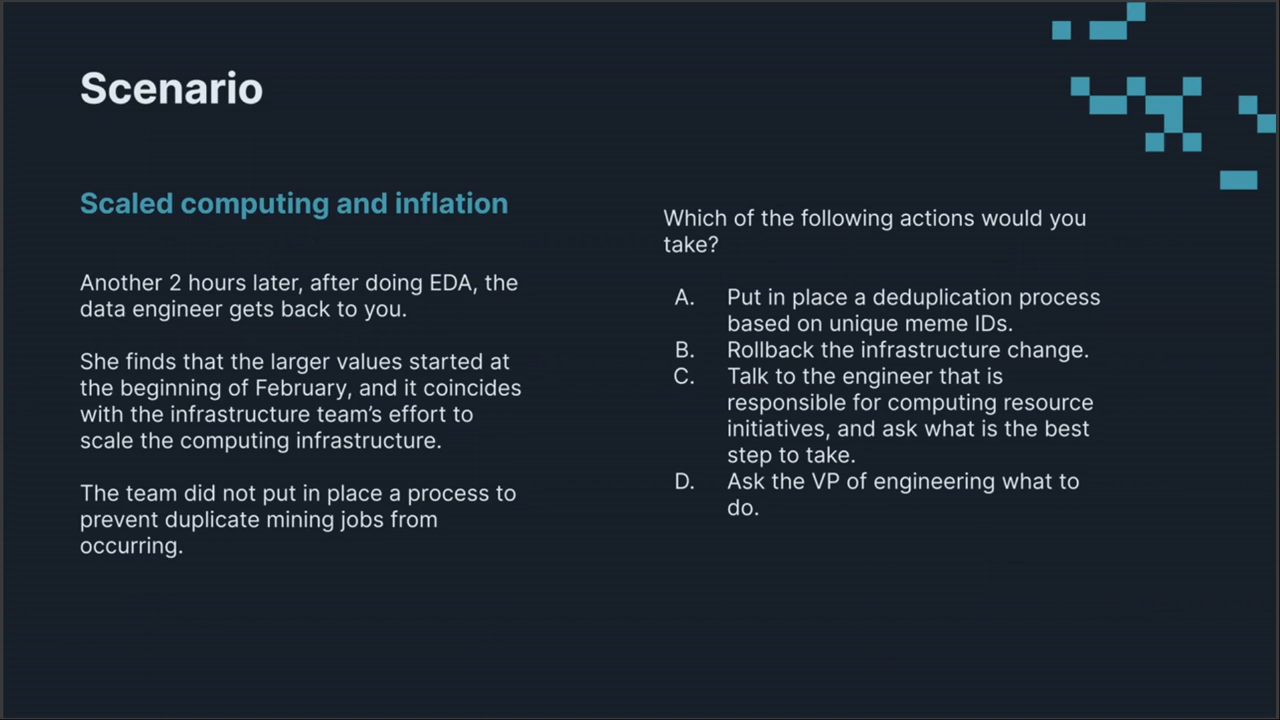 Scenario
Scaled computing and inflation
Another 2 hours later, after doing EDA, the
data engineer gets back to you.
She finds that the larger values started at
the beginning of February, and it coincides
with the infrastructure team’s effort to
scale the computing infrastructure.
The team did not put in place a process to
prevent duplicate mining jobs from
occurring.
Which of the following actions would you
take?
A. Put in place a deduplication process
based on unique meme IDs.
B. Rollback the infrastructure change.
C. Talk to the engineer that is
responsible for computing resource
initiatives, and ask what is the best
step to take.
D. Ask the VP of engineering what to
do.